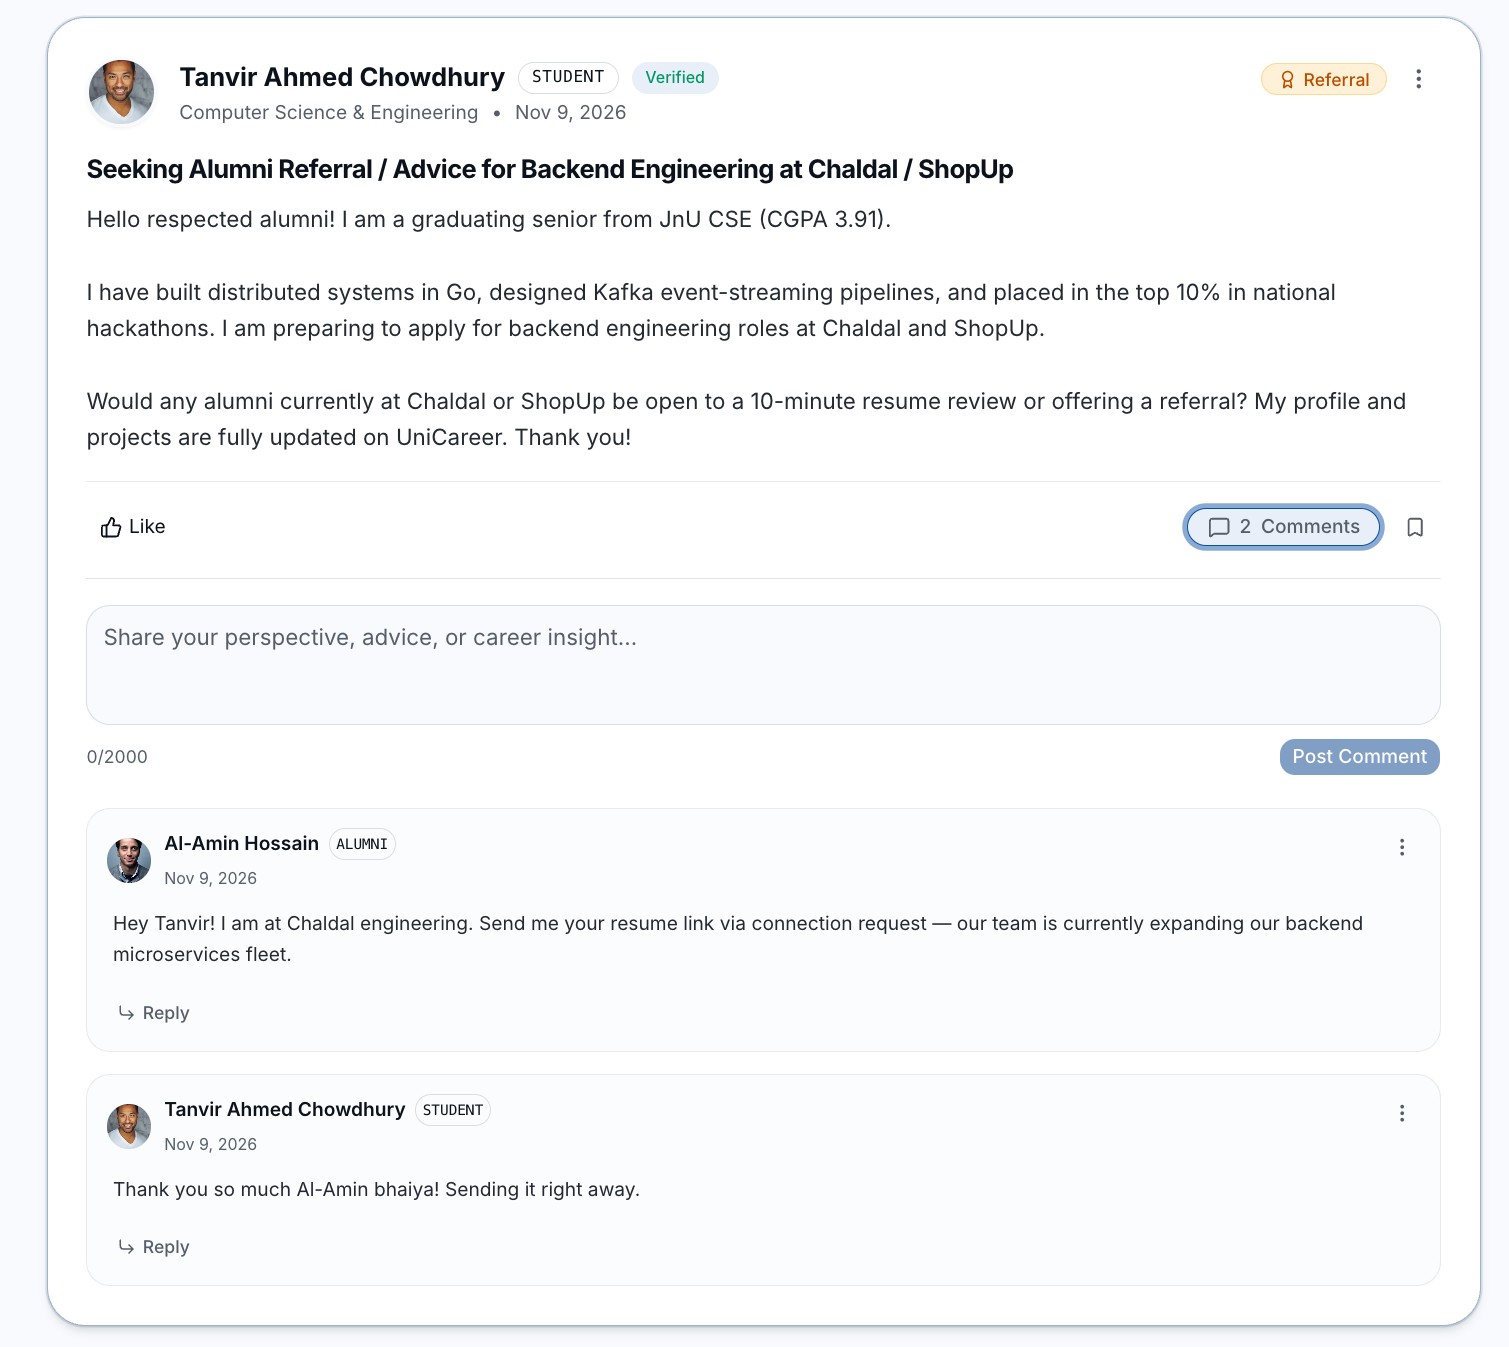 Tanvir Ahmed Chowdhury STUDENT Verified
Referral
Computer Science & Engineering • Nov 9, 2026
Seeking Alumni Referral / Advice for Backend Engineering at Chaldal / ShopUp
Hello respected alumni! I am a graduating senior from JnU CSE (CGPA 3.91).
I have built distributed systems in Go, designed Kafka event-streaming pipelines, and placed in the top 10% in national
hackathons. I am preparing to apply for backend engineering roles at Chaldal and ShopUp.
Would any alumni currently at Chaldal or ShopUp be open to a 10-minute resume review or offering a referral? My profile and
projects are fully updated on UniCareer. Thank you!
Like
2 Comments
Share your perspective, advice, or career insight...
0/2000
Post Comment
Al-Amin Hossain ALUMNI
Nov 9, 2026
Hey Tanvir! I am at Chaldal engineering. Send me your resume link via connection request — our team is currently expanding our backend
microservices fleet.
Reply
Tanvir Ahmed Chowdhury STUDENT
Nov 9, 2026
Thank you so much Al-Amin bhaiya! Sending it right away.
Reply